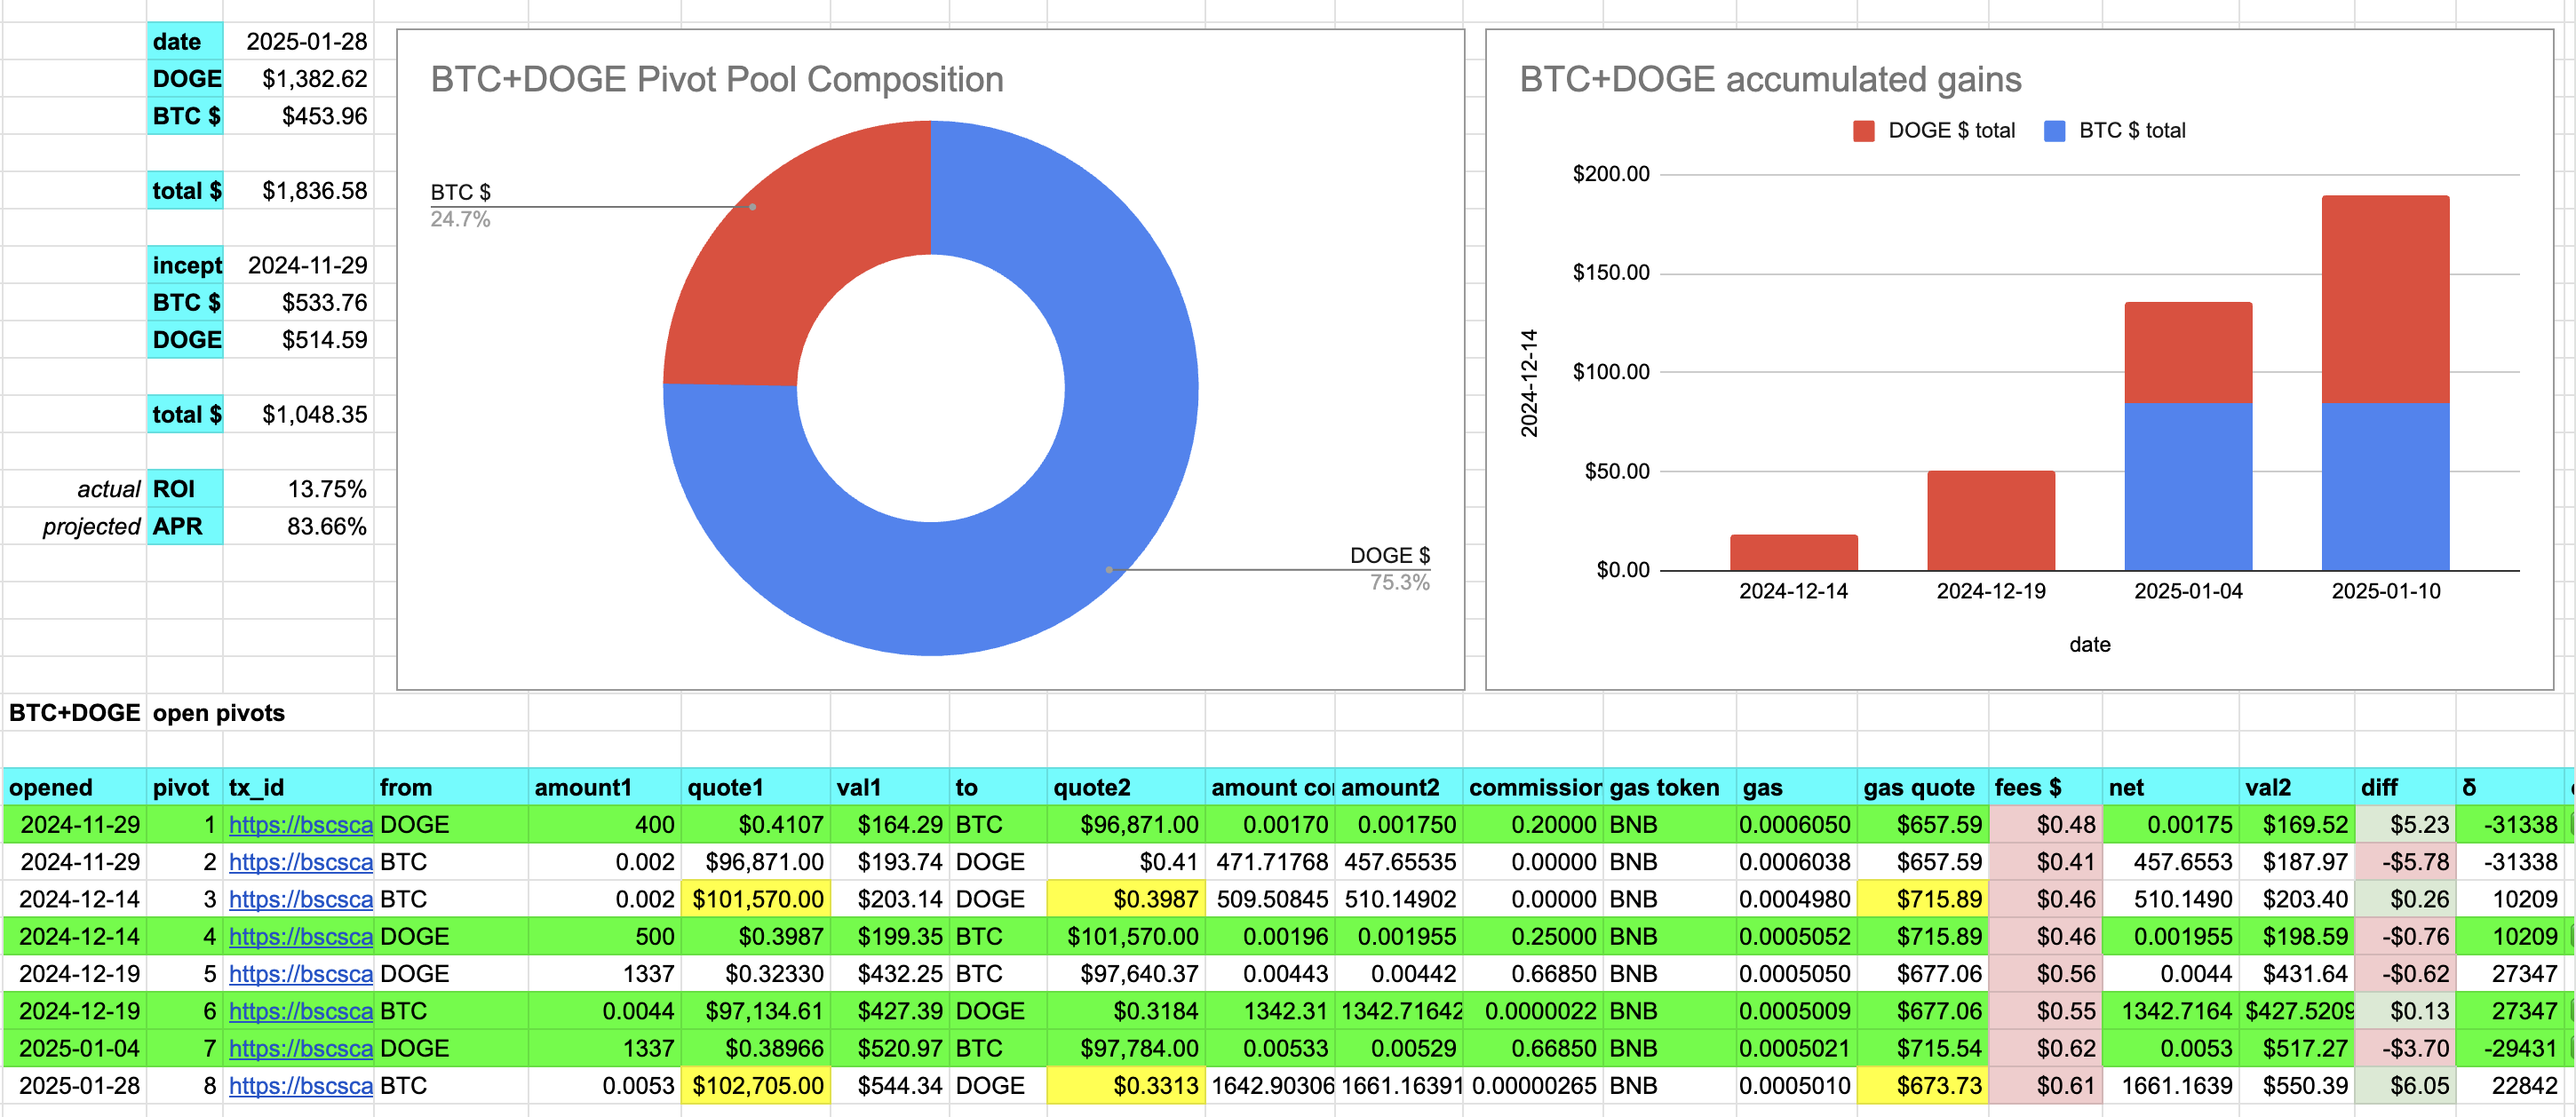 date 2025-01-28
DOGE $1,382.62
BTC $ $453.96
total $ $1,836.58
incept 2024-11-29
BTC $ $533.76
DOGE $514.59
total $ $1,048.35
actual ROI 13.75%
projected APR 83.66%
BTC+DOGE Pivot Pool Composition
BTC $
24.7%
DOGE $
75.3%
BTC+DOGE accumulated gains
DOGE $ total BTC $ total
$200.00
$150.00
$100.00
$50.00
$0.00
2024-12-14
2024-12-14 2024-12-19 2025-01-04 2025-01-10
date
BTC+DOGE open pivots
opened pivot tx_id from amount1 quote1 val1 to quote2 amount co amount2 commission gas token gas gas quote fees $ net val2 diff δ
2024-11-29 1 https://bscsca DOGE 400 $0.4107 $164.29 BTC $96,871.00 0.00170 0.001750 0.20000 BNB 0.0006050 $657.59 $0.48 0.00175 $169.52 $5.23 -31338
2024-11-29 2 https://bscsca BTC 0.002 $96,871.00 $193.74 DOGE $0.41 471.71768 457.65535 0.00000 BNB 0.0006038 $657.59 $0.41 457.6553 $187.97 -$5.78 -31338
2024-12-14 3 https://bscsca BTC 0.002 $101,570.00 $203.14 DOGE $0.3987 509.50845 510.14902 0.00000 BNB 0.0004980 $715.89 $0.46 510.1490 $203.40 $0.26 10209
2024-12-14 4 https://bscsca DOGE 500 $0.3987 $199.35 BTC $101,570.00 0.00196 0.001955 0.25000 BNB 0.0005052 $715.89 $0.46 0.001955 $198.59 -$0.76 10209
2024-12-19 5 https://bscsca DOGE 1337 $0.32330 $432.25 BTC $97,640.37 0.00443 0.00442 0.66850 BNB 0.0005050 $677.06 $0.56 0.0044 $431.64 -$0.62 27347
2024-12-19 6 https://bscsca BTC 0.0044 $97,134.61 $427.39 DOGE $0.3184 1342.31 1342.71642 0.0000022 BNB 0.0005009 $677.06 $0.55 1342.7164 $427.5209 $0.13 27347
2025-01-04 7 https://bscsca DOGE 1337 $0.38966 $520.97 BTC $97,784.00 0.00533 0.00529 0.66850 BNB 0.0005021 $715.54 $0.62 0.0053 $517.27 -$3.70 -29431
2025-01-28 8 https://bscsca BTC 0.0053 $102,705.00 $544.34 DOGE $0.3313 1642.90306 1661.16391 0.00000265 BNB 0.0005010 $673.73 $0.61 1661.1639 $550.39 $6.05 22842